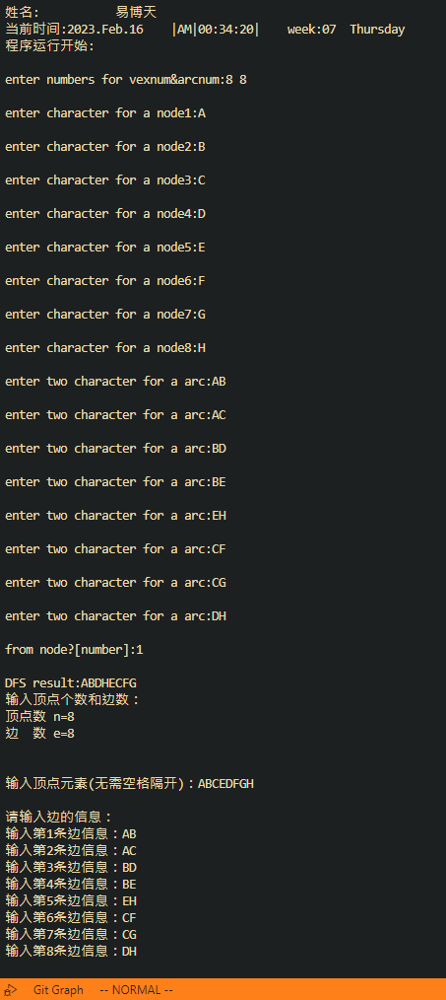 姓名:          易博天
当前时间:2023.Feb.16    |AM|00:34:20|    week:07  Thursday
程序运行开始:
enter numbers for vexnum&arcnum:8 8
enter character for a node1:A
enter character for a node2:B
enter character for a node3:C
enter character for a node4:D
enter character for a node5:E
enter character for a node6:F
enter character for a node7:G
enter character for a node8:H
enter two character for a arc:AB
enter two character for a arc:AC
enter two character for a arc:BD
enter two character for a arc:BE
enter two character for a arc:EH
enter two character for a arc:CF
enter two character for a arc:CG
enter two character for a arc:DH
from node?[number]:1
DFS result:ABDHECFG
输入顶点个数和边数：
顶点数 n=8
边  数 e=8
输入顶点元素(无需空格隔开)：ABCEDFGH
请输入边的信息：
输入第1条边信息：AB
输入第2条边信息：AC
输入第3条边信息：BD
输入第4条边信息：BE
输入第5条边信息：EH
输入第6条边信息：CF
输入第7条边信息：CG
输入第8条边信息：DH
Git Graph    -- NORMAL --